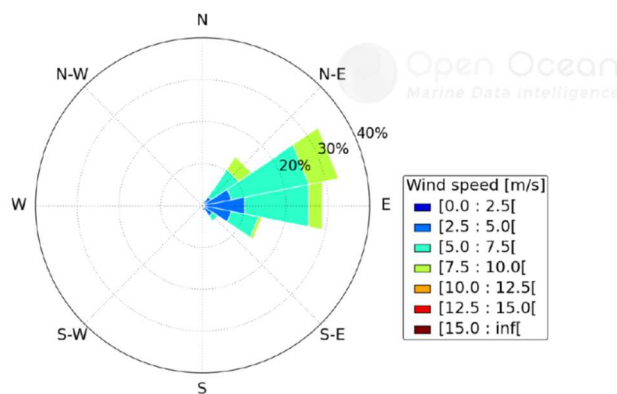 N
N-W
N-E
Open Ocean
Marine Data Intelligence
40%
30%
20%
W
E
Wind speed [m/s]
[0.0 : 2.5[
[2.5 : 5.0[
[5.0 : 7.5[
[7.5 : 10.0[
[10.0 : 12.5[
[12.5 : 15.0[
[15.0 : inf[
S-W
S-E
S